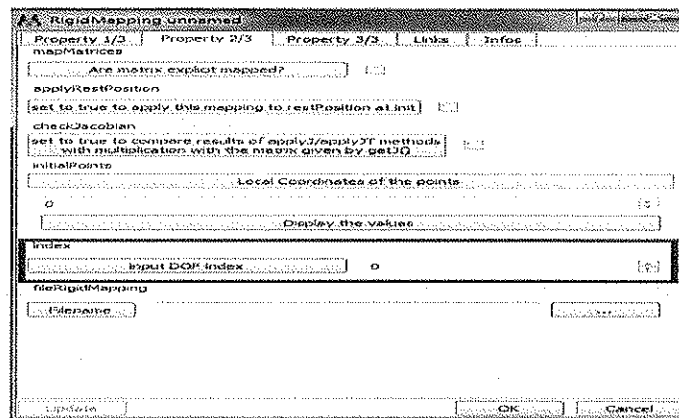 RigidMapping unnamed
Property 1/3 Property 2/3 Property 3/3 Links Infos
mapMatrices
Are matrix explicit mapped?
applyRestPosition
set to true to apply this mapping to restPosition at init
checkJacobian
set to true to compare results of applyJ/applyJT methods
with multiplication with the matrix given by getJ()
initialPoints
Local Coordinates of the points
0
Display the values
index
input DOF index 0
fileRigidMapping
Filename ...
Update OK Cancel